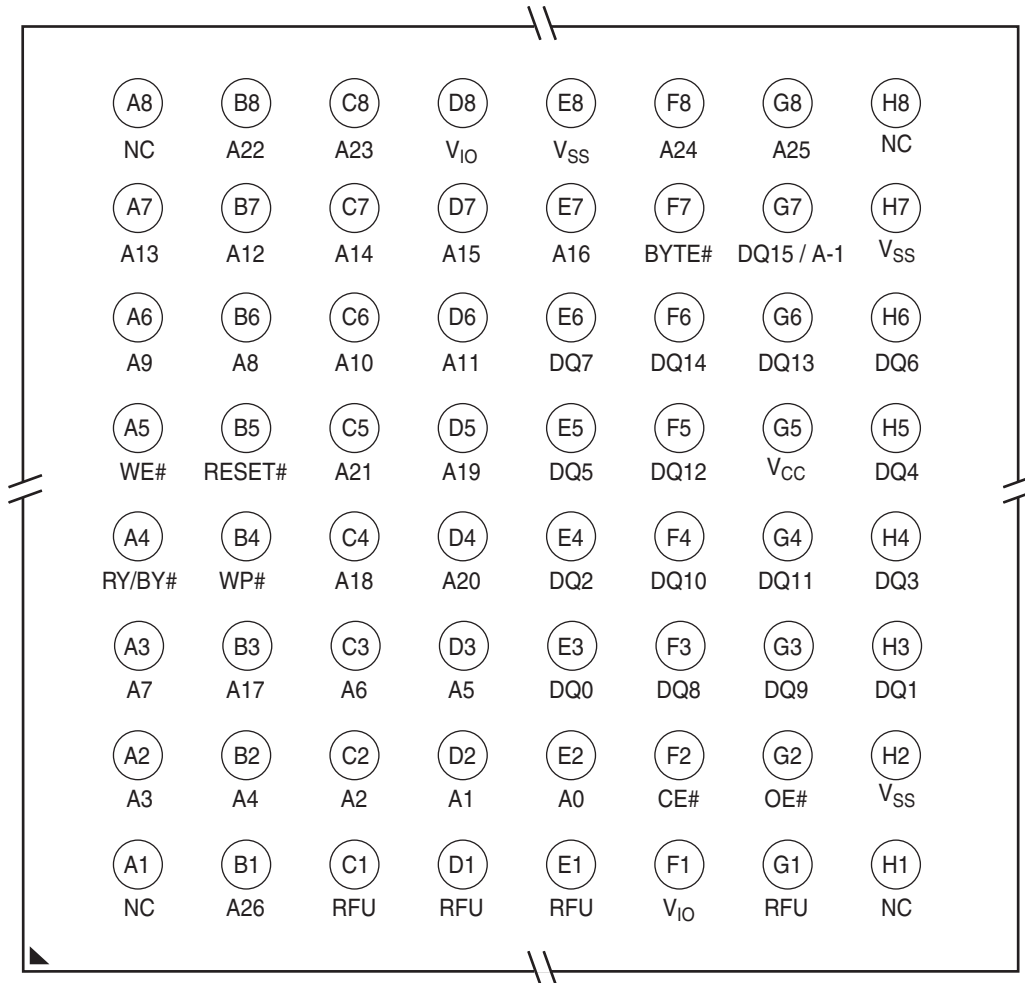 A8 B8 C8 D8 E8 F8 G8 H8
NC A22 A23 VIO VSS A24 A25 NC
A7 B7 C7 D7 E7 F7 G7 H7
A13 A12 A14 A15 A16 BYTE# DQ15 / A-1 VSS
A6 B6 C6 D6 E6 F6 G6 H6
A9 A8 A10 A11 DQ7 DQ14 DQ13 DQ6
A5 B5 C5 D5 E5 F5 G5 H5
WE# RESET# A21 A19 DQ5 DQ12 VCC DQ4
A4 B4 C4 D4 E4 F4 G4 H4
RY/BY# WP# A18 A20 DQ2 DQ10 DQ11 DQ3
A3 B3 C3 D3 E3 F3 G3 H3
A7 A17 A6 A5 DQ0 DQ8 DQ9 DQ1
A2 B2 C2 D2 E2 F2 G2 H2
A3 A4 A2 A1 A0 CE# OE# VSS
A1 B1 C1 D1 E1 F1 G1 H1
NC A26 RFU RFU RFU VIO RFU NC